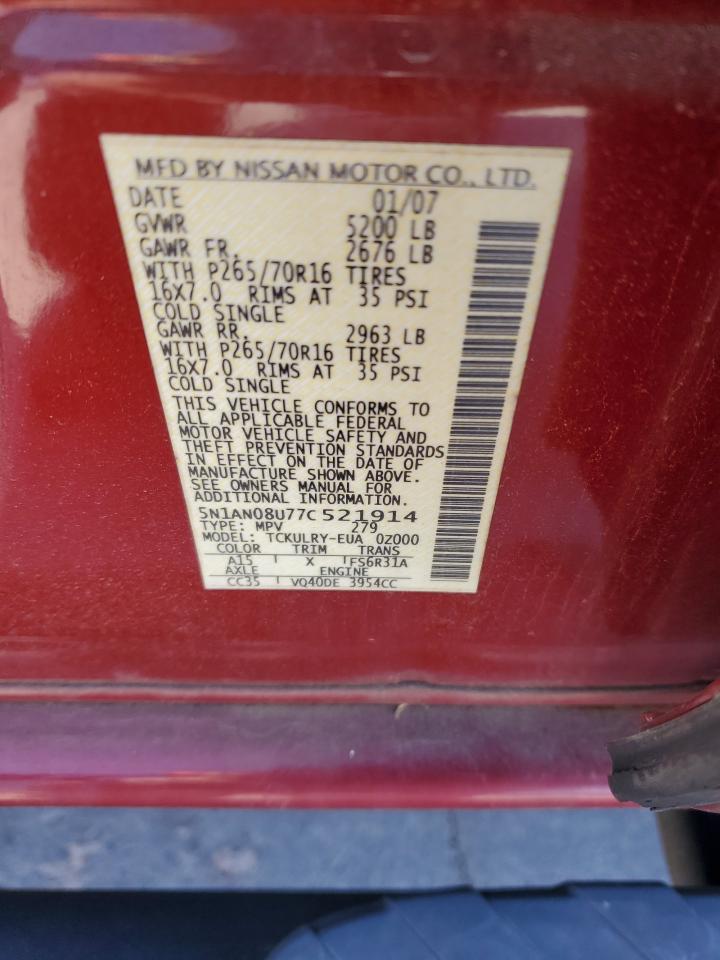 MFD BY NISSAN MOTOR CO., LTD.
DATE 01/07
GVWR 5200 LB
GAWR FR. 2676 LB
WITH P265/70R16 TIRES
16X7.0 RIMS AT 35 PSI
COLD SINGLE
GAWR RR. 2963 LB
WITH P265/70R16 TIRES
16X7.0 RIMS AT 35 PSI
COLD SINGLE
THIS VEHICLE CONFORMS TO
ALL APPLICABLE FEDERAL
MOTOR VEHICLE SAFETY AND
THEFT PREVENTION STANDARDS
IN EFFECT ON THE DATE OF
MANUFACTURE SHOWN ABOVE.
SEE OWNERS MANUAL FOR
ADDITIONAL INFORMATION.
5N1AN08U77C521914
TYPE: MPV 279
MODEL: TCKULRY-EUA 0Z000
COLOR TRIM TRANS
A15 X FS6R31A
AXLE ENGINE
CC35 VQ40DE 3954CC